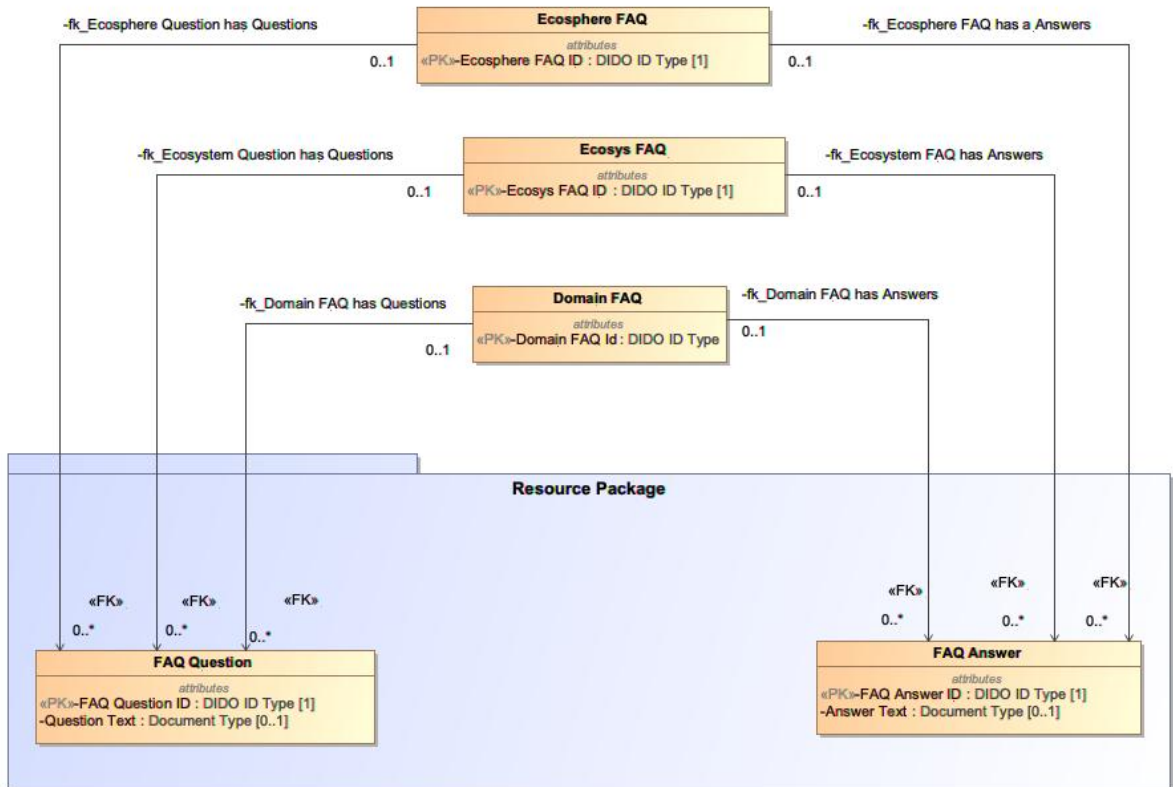 Ecosphere FAQ
-fk_Ecosphere Question has Questions
-fk_Ecosphere FAQ has a Answers
attributes
«PK»-Ecosphere FAQ ID : DIDO ID Type [1]
0..1
0..1
Ecosys FAQ
-fk_Ecosystem Question has Questions
-fk_Ecosystem FAQ has Answers
attributes
«PK»-Ecosys FAQ ID : DIDO ID Type [1]
0..1
0..1
Domain FAQ
-fk_Domain FAQ has Questions
-fk_Domain FAQ has Answers
attributes
«PK»-Domain FAQ Id : DIDO ID Type
0..1
0..1
Resource Package
«FK»
«FK»
«FK»
«FK»
«FK»
«FK»
0..*
0..*
0..*
0..*
0..*
0..*
FAQ Question
attributes
«PK»-FAQ Question ID : DIDO ID Type [1]
-Question Text : Document Type [0..1]
FAQ Answer
attributes
«PK»-FAQ Answer ID : DIDO ID Type [1]
-Answer Text : Document Type [0..1]